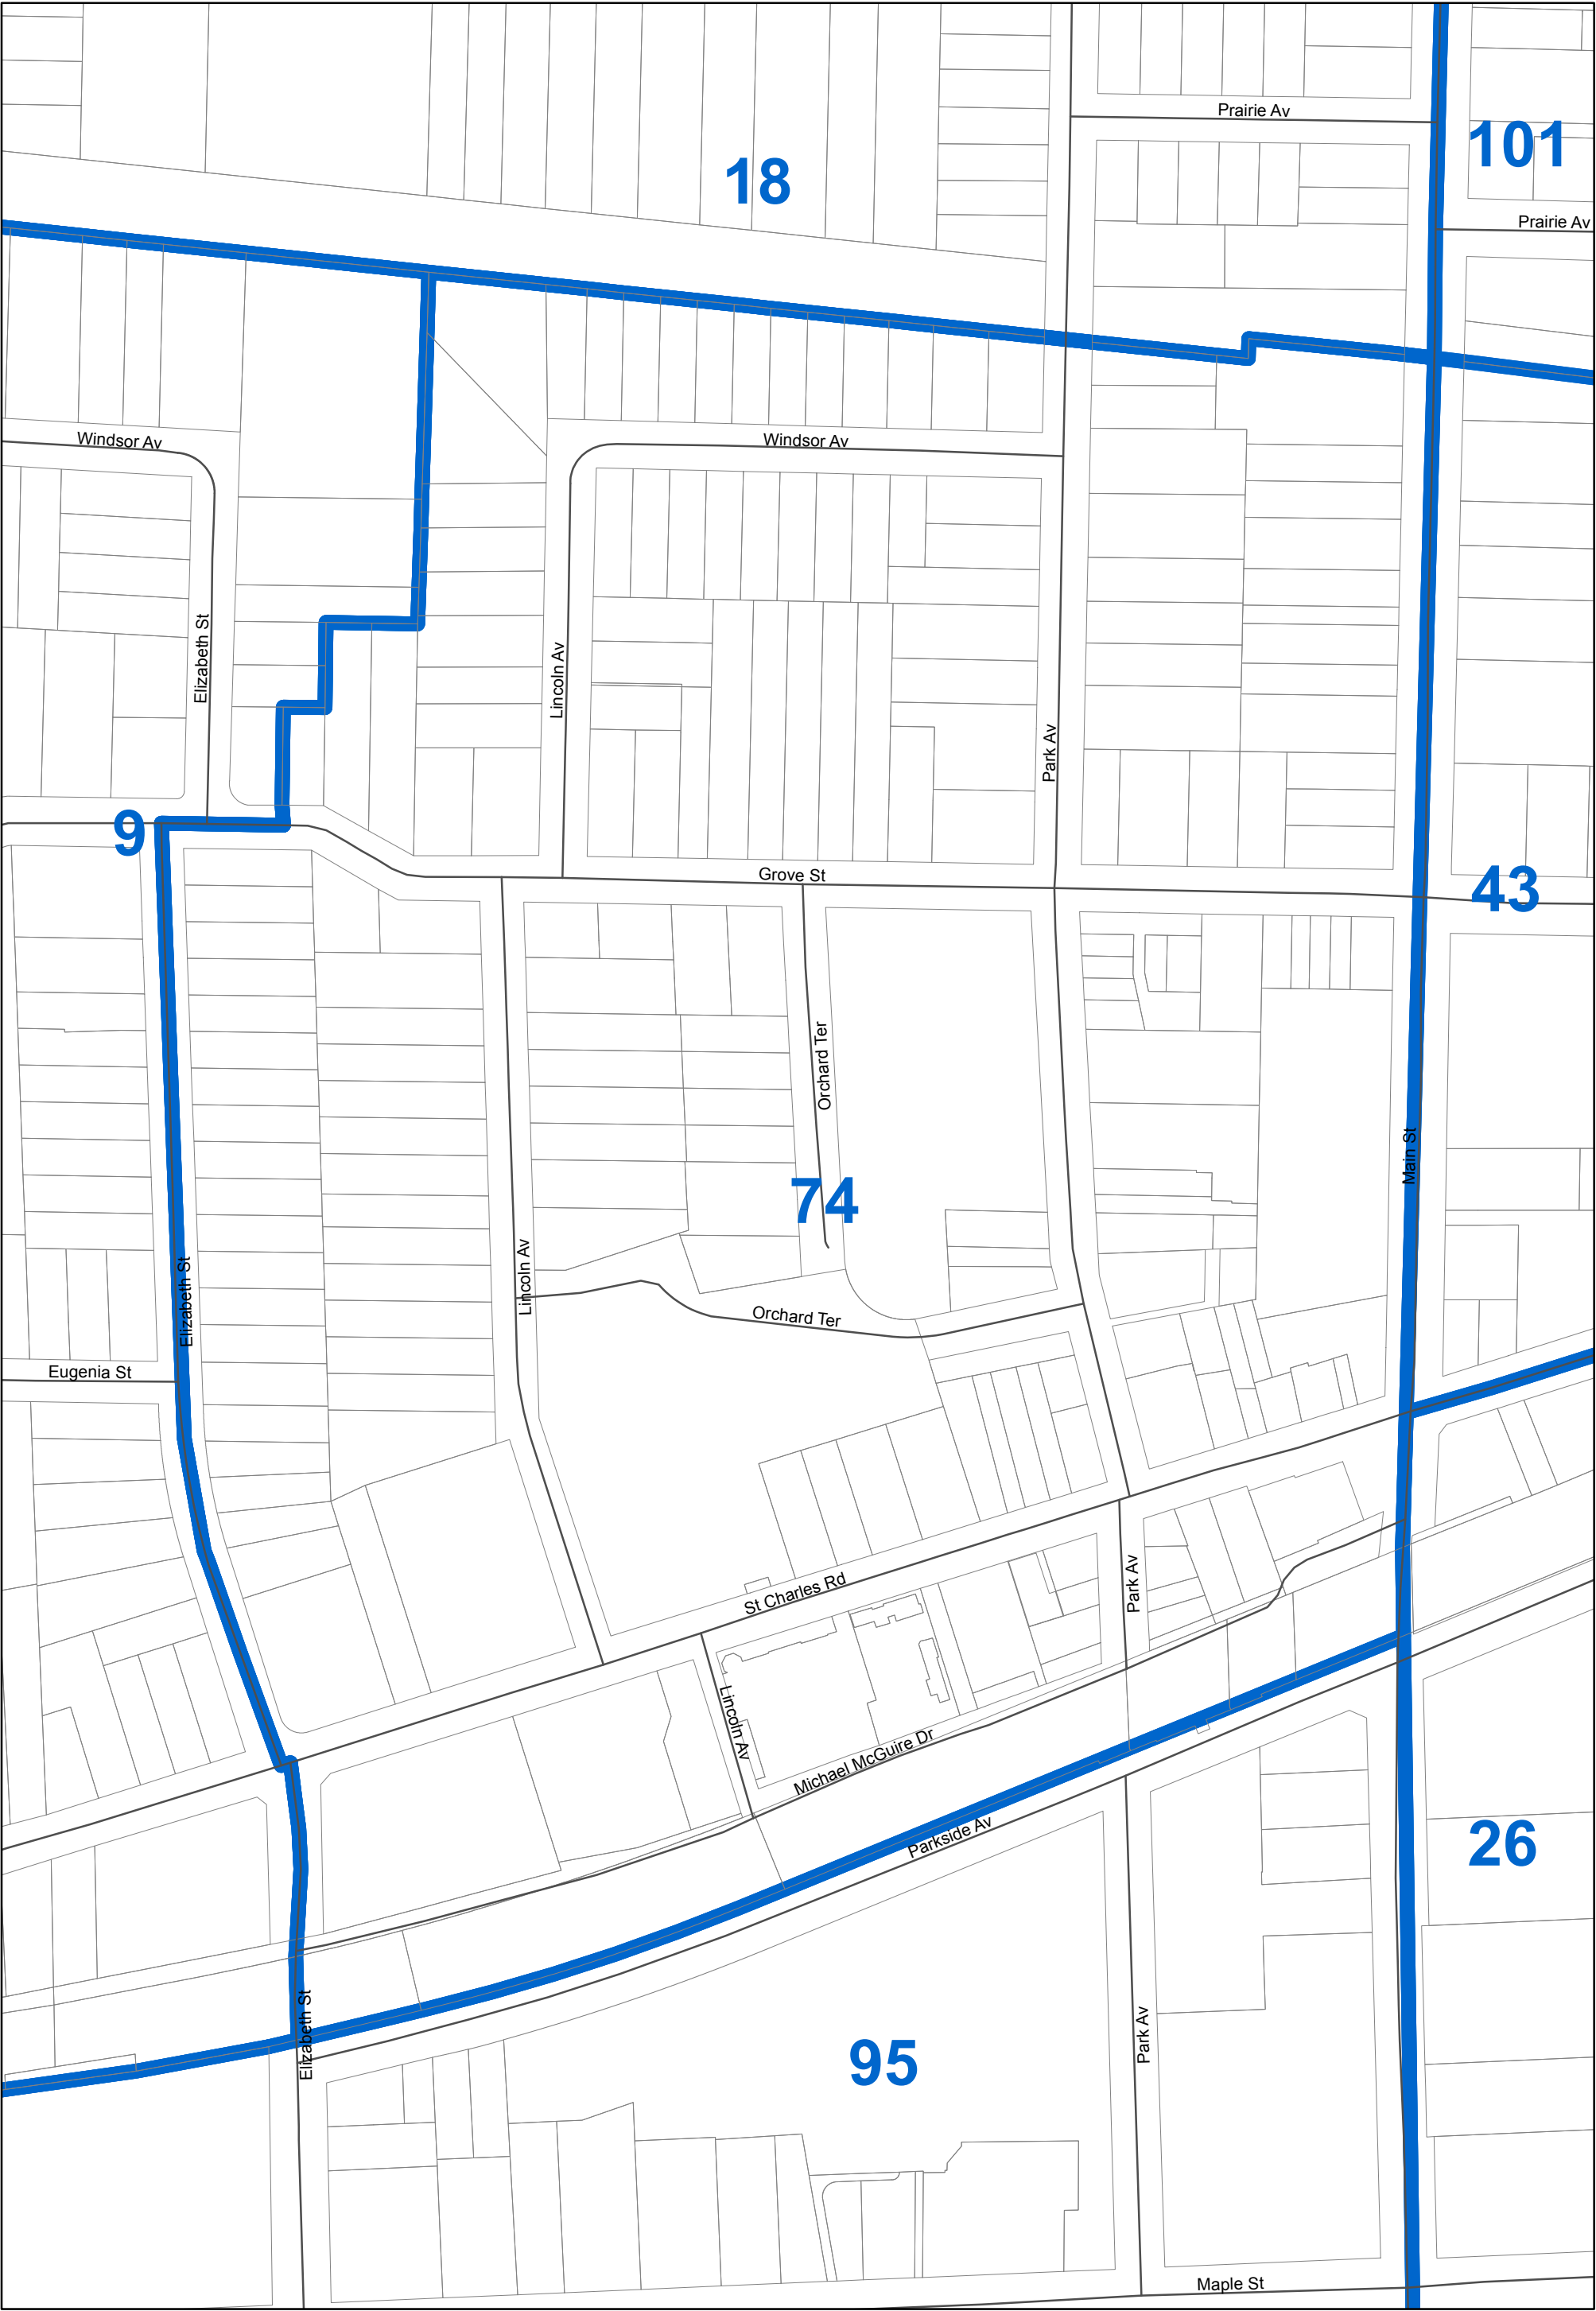 Prairie Av
101
18
Prairie Av
Windsor Av
Windsor Av
Elizabeth St
Lincoln Av
Park Av
9
Grove St
43
Orchard Ter
Main St
74
Elizabeth St
Lincoln Av
Orchard Ter
Eugenia St
St Charles Rd
Park Av
Lincoln Av
Michael McGuire Dr
Parkside Av
26
Elizabeth St
Park Av
95
Maple St